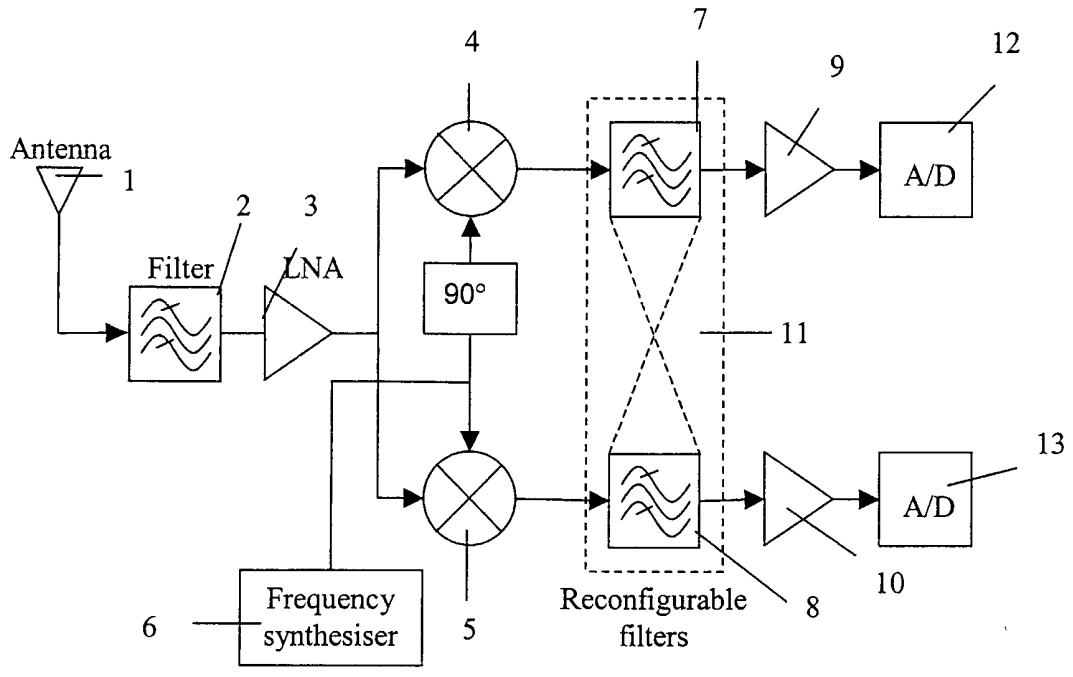 7
4
12
9
Antenna
1
A/D
2
3
Filter
LNA
90°
11
13
A/D
10
Frequency
synthesiser
6
5
Reconfigurable
filters
8